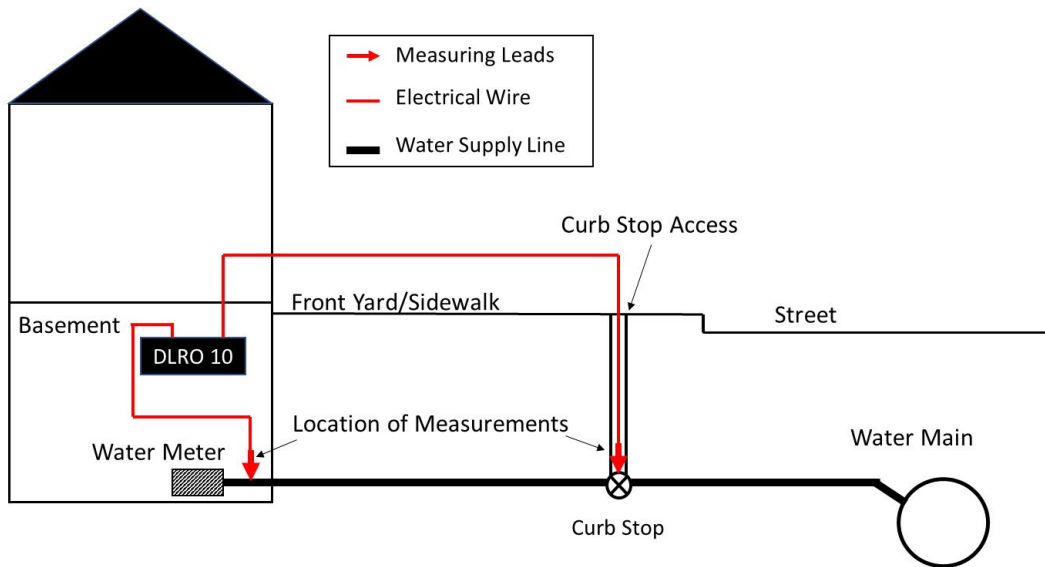 Measuring Leads
Electrical Wire
Water Supply Line
Curb Stop Access
Front Yard/Sidewalk
Street
Basement
DLRO 10
Location of Measurements
Water Meter
Water Main
Curb Stop